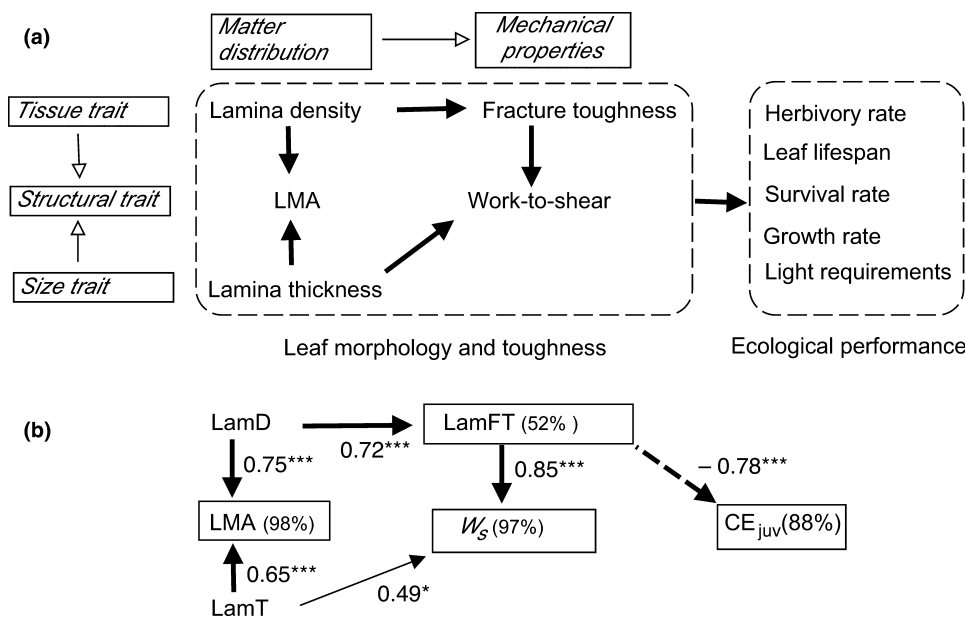 (a)
Matter
distribution
Mechanical
properties
Tissue trait
Structural trait
Size trait
Lamina density
Fracture toughness
LMA
Work-to-shear
Lamina thickness
Herbivory rate
Leaf lifespan
Survival rate
Growth rate
Light requirements
Leaf morphology and toughness
Ecological performance
(b)
LamD
0.72***
LamFT (52% )
0.75***
0.85***
– 0.78***
LMA (98%)
Ws (97%)
CEjuv(88%)
0.65***
0.49*
LamT